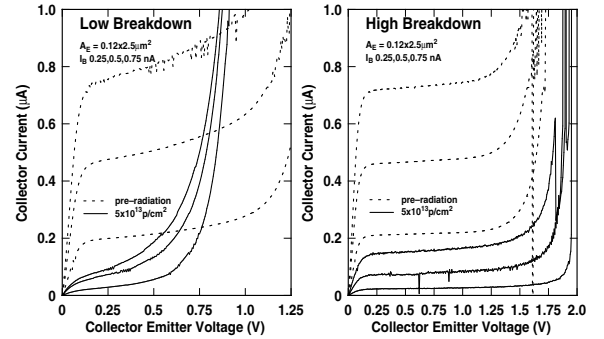 Low Breakdown
A_E = 0.12x2.5μm²
I_B 0.25,0.5,0.75 nA
pre–radiation
5x10¹³p/cm²
Collector Current (μA)
1.0
0.8
0.6
0.4
0.2
0
0 0.25 0.5 0.75 1.0 1.25
Collector Emitter Voltage (V)
High Breakdown
A_E = 0.12x2.5μm²
I_B 0.25,0.5,0.75 nA
pre–radiation
5x10¹³p/cm²
Collector Current (μA)
1.0
0.8
0.6
0.4
0.2
0
0 0.25 0.5 0.75 1.0 1.25 1.5 1.75 2.0
Collector Emitter Voltage (V)